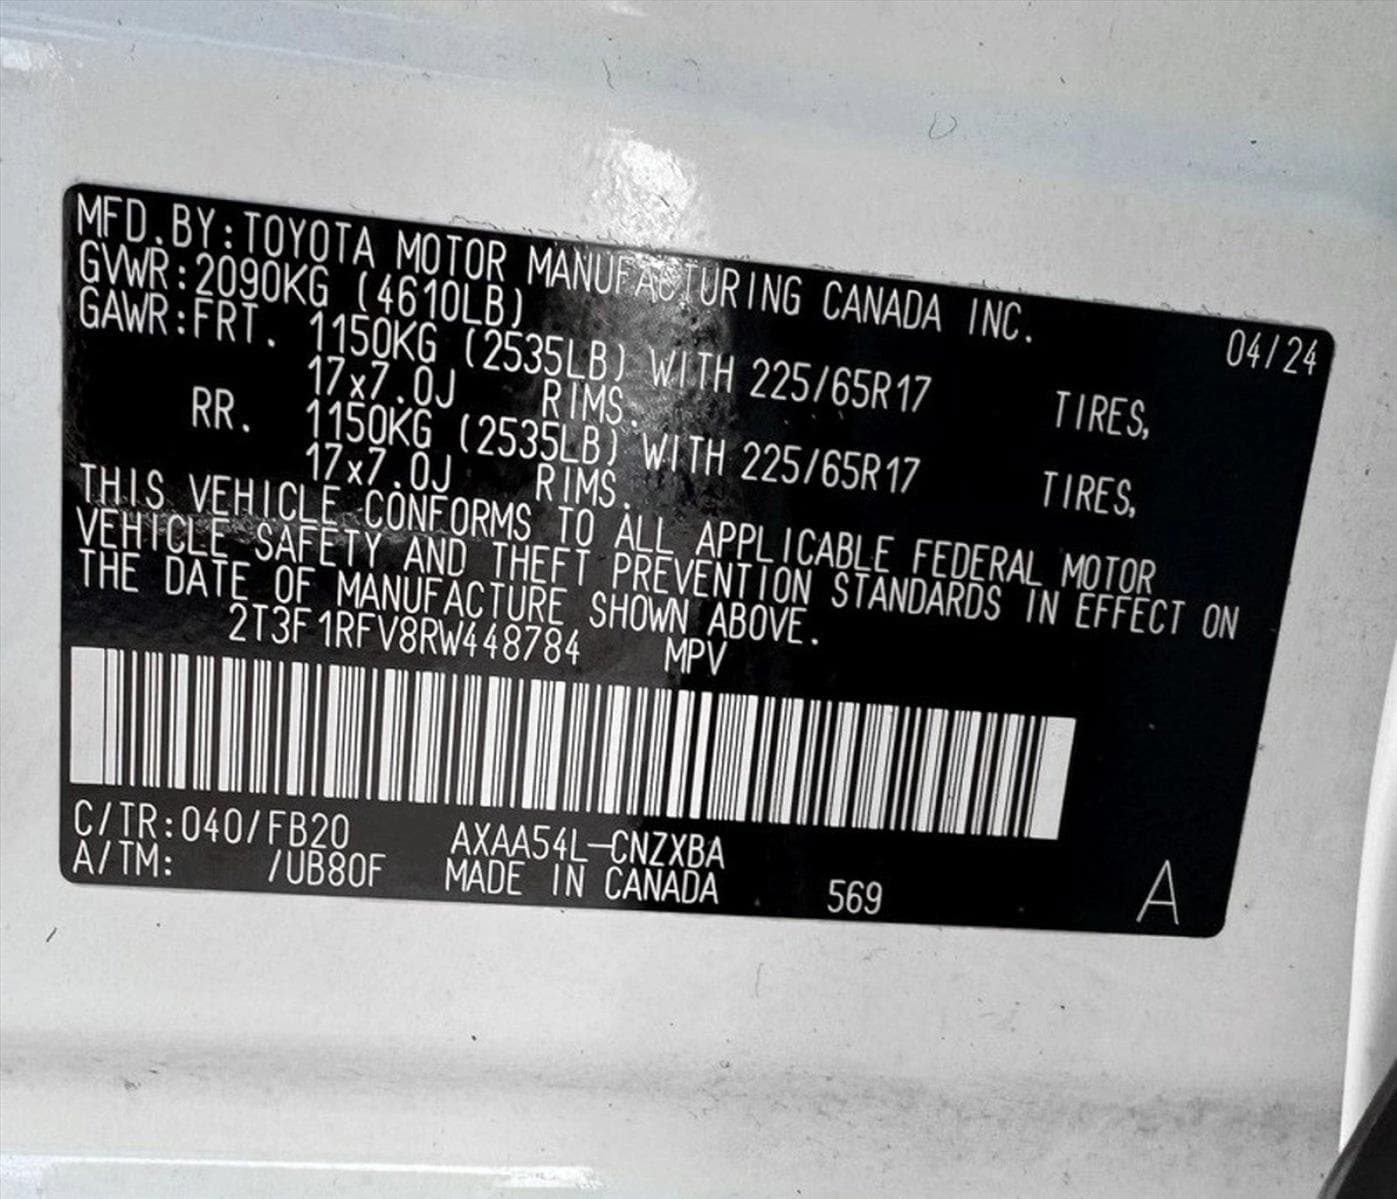 MFD.BY:TOYOTA MOTOR MANUFACTURING CANADA INC. 04/24
GVWR:2090KG (4610LB)
GAWR:FRT. 1150KG (2535LB) WITH 225/65R17 TIRES,
17x7.0J RIMS.
RR. 1150KG (2535LB) WITH 225/65R17 TIRES,
17x7.0J RIMS.
THIS VEHICLE CONFORMS TO ALL APPLICABLE FEDERAL MOTOR
VEHICLE SAFETY AND THEFT PREVENTION STANDARDS IN EFFECT ON
THE DATE OF MANUFACTURE SHOWN ABOVE.
2T3F1RFV8RW448784 MPV
C/TR:040/FB20 AXAA54L-CNZXBA
A/TM: /UB80F MADE IN CANADA 569 A